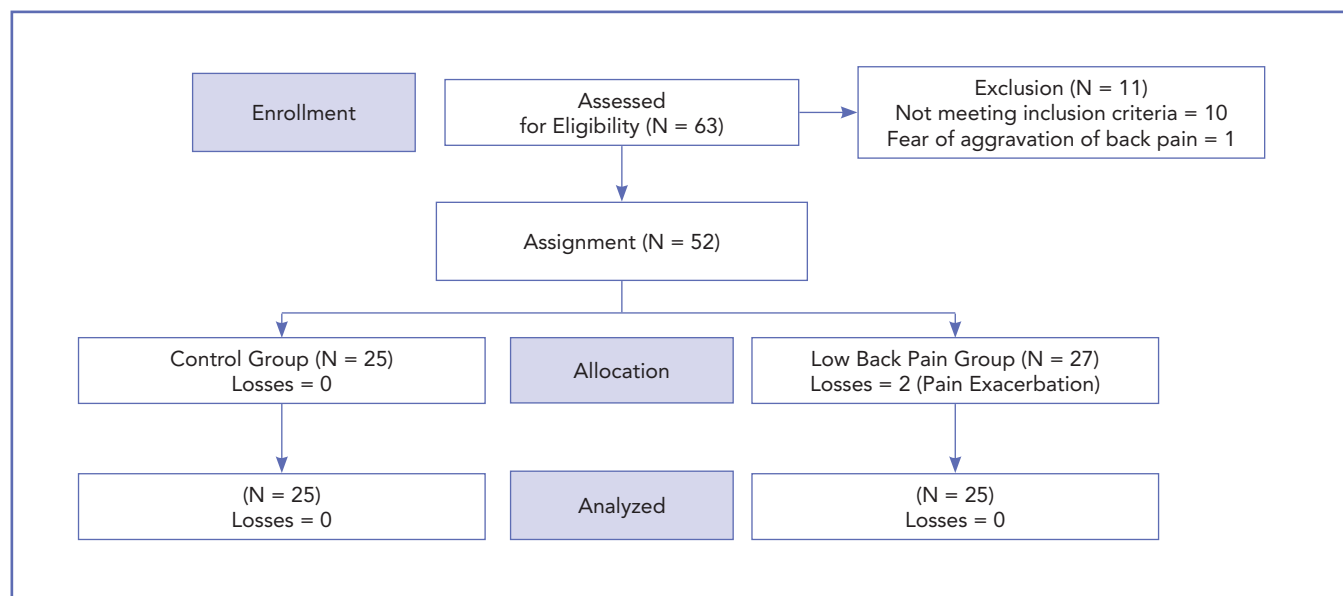 Enrollment
Assessed
for Eligibility (N = 63)
Exclusion (N = 11)
Not meeting inclusion criteria = 10
Fear of aggravation of back pain = 1
Assignment (N = 52)
Control Group (N = 25)
Losses = 0
Allocation
Low Back Pain Group (N = 27)
Losses = 2 (Pain Exacerbation)
(N = 25)
Losses = 0
Analyzed
(N = 25)
Losses = 0